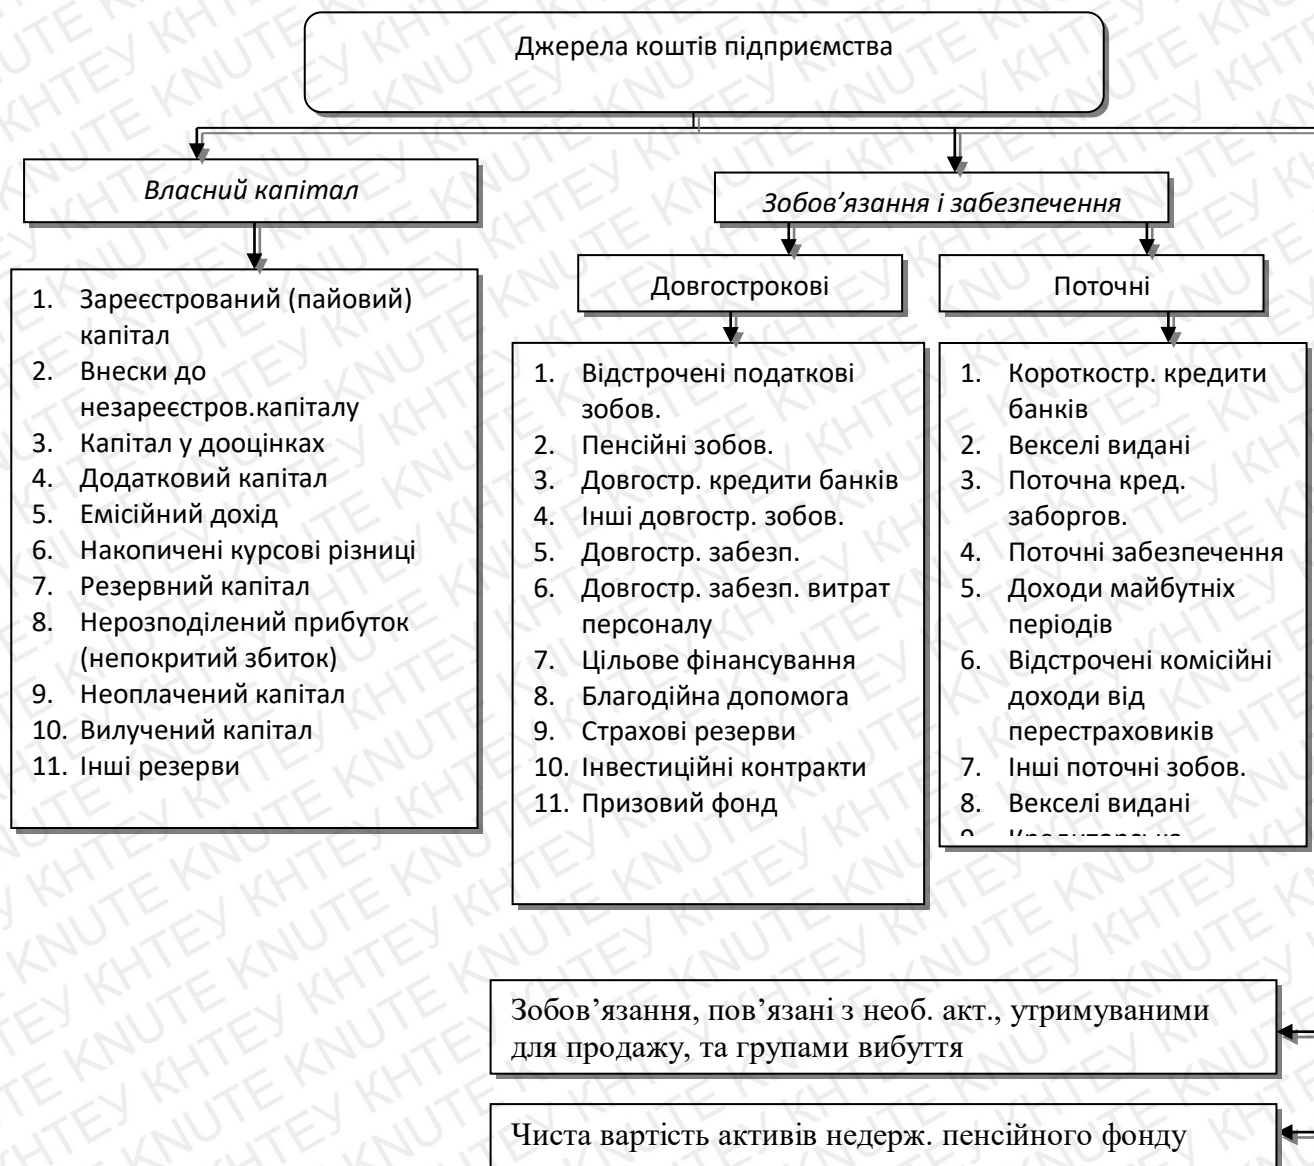 Джерела коштів підприємства
Власний капітал
Зобов’язання і забезпечення
Довгострокові
Поточні
1. Зареєстрований (пайовий)
капітал
2. Внески до
незареєстров.капіталу
3. Капітал у дооцінках
4. Додатковий капітал
5. Емісійний дохід
6. Накопичені курсові різниці
7. Резервний капітал
8. Нерозподілений прибуток
(непокритий збиток)
9. Неоплачений капітал
10. Вилучений капітал
11. Інші резерви
1. Відстрочені податкові
зобов.
2. Пенсійні зобов.
3. Довгостр. кредити банків
4. Інші довгостр. зобов.
5. Довгостр. забезп.
6. Довгостр. забезп. витрат
персоналу
7. Цільове фінансування
8. Благодійна допомога
9. Страхові резерви
10. Інвестиційні контракти
11. Призовий фонд
1. Короткостр. кредити
банків
2. Векселі видані
3. Поточна кред.
заборгов.
4. Поточні забезпечення
5. Доходи майбутніх
періодів
6. Відстрочені комісійні
доходи від
перестраховиків
7. Інші поточні зобов.
8. Векселі видані
Зобов’язання, пов’язані з необ. акт., утримуваними
для продажу, та групами вибуття
Чиста вартість активів недерж. пенсійного фонду